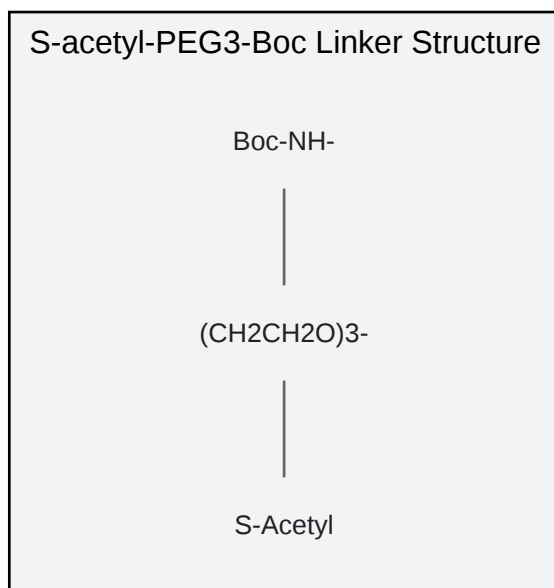 S-acetyl-PEG3-Boc Linker Structure
Boc-NH-
(CH2CH2O)3-
S-Acetyl